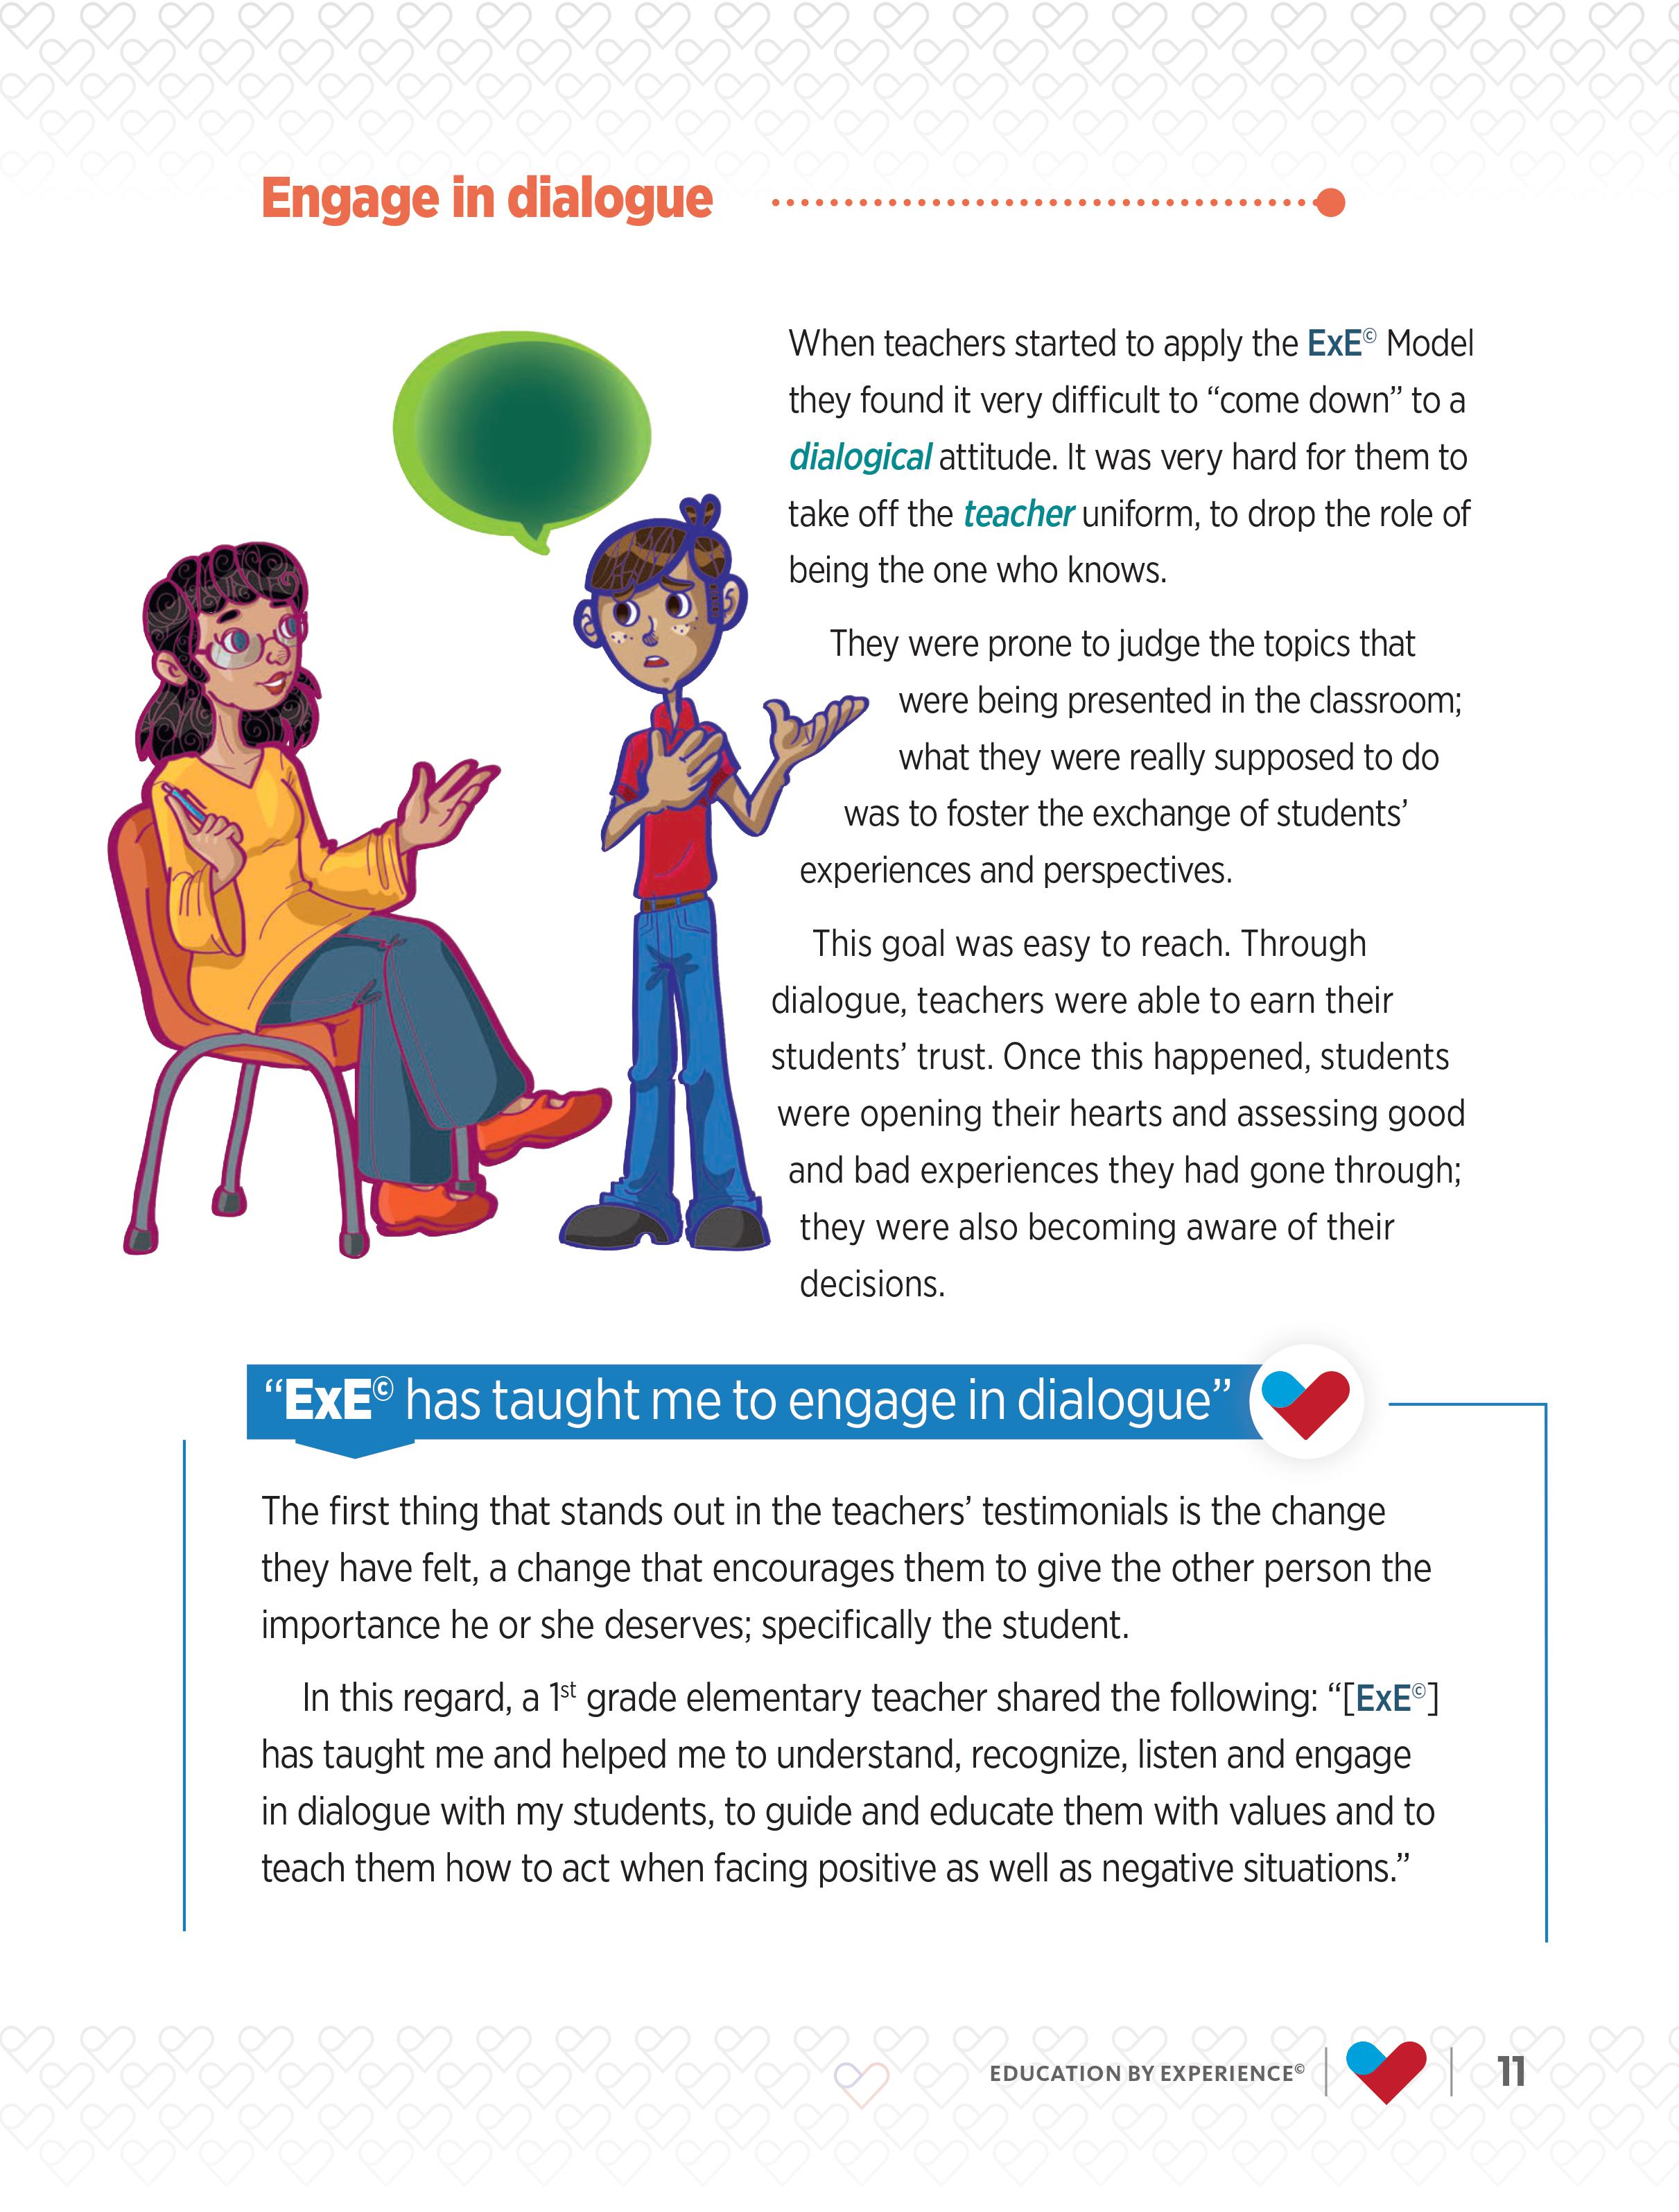 Engage in dialogue
When teachers started to apply the ExE© Model
they found it very difficult to “come down” to a
dialogical attitude. It was very hard for them to
take off the teacher uniform, to drop the role of
being the one who knows.
They were prone to judge the topics that
were being presented in the classroom;
what they were really supposed to do
was to foster the exchange of students’
experiences and perspectives.
This goal was easy to reach. Through
dialogue, teachers were able to earn their
students’ trust. Once this happened, students
were opening their hearts and assessing good
and bad experiences they had gone through;
they were also becoming aware of their
decisions.
“ExE© has taught me to engage in dialogue”
The first thing that stands out in the teachers’ testimonials is the change
they have felt, a change that encourages them to give the other person the
importance he or she deserves; specifically the student.
In this regard, a 1st grade elementary teacher shared the following: “[ExE©]
has taught me and helped me to understand, recognize, listen and engage
in dialogue with my students, to guide and educate them with values and to
teach them how to act when facing positive as well as negative situations.”
EDUCATION BY EXPERIENCE© 11